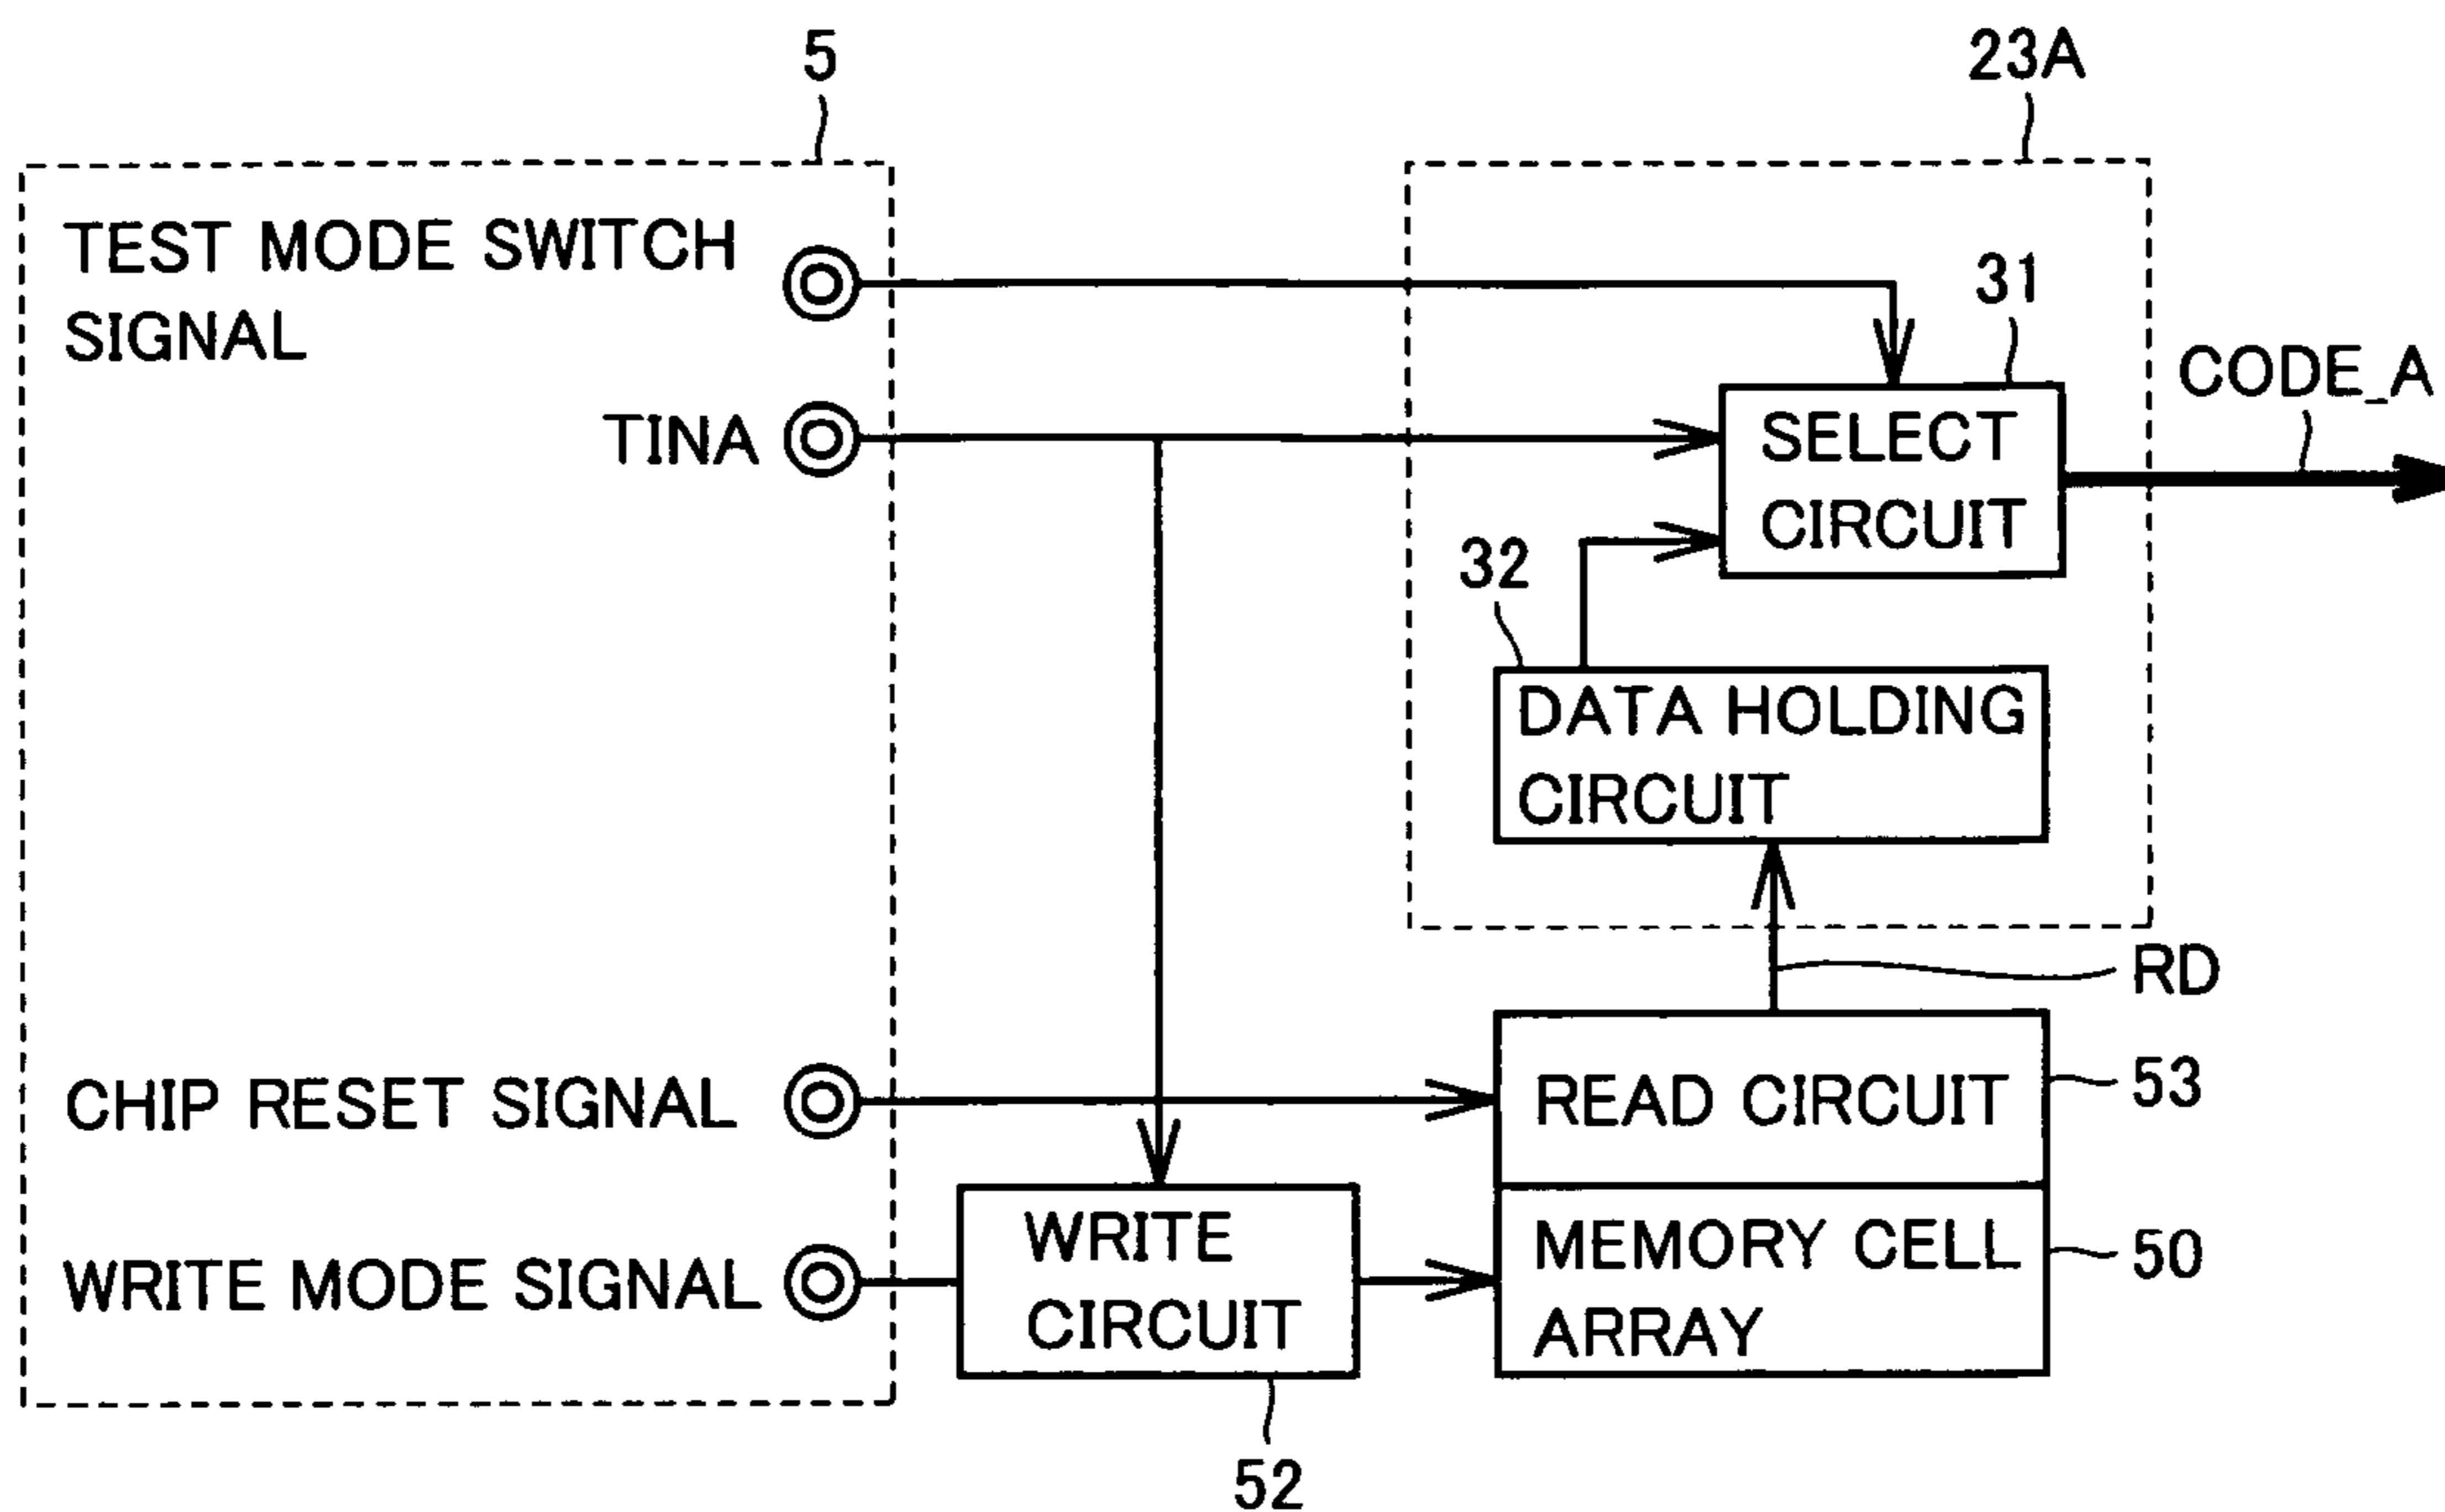 5
23A
TEST MODE SWITCH
SIGNAL
31
CODE_A
TINA
SELECT
CIRCUIT
32
DATA HOLDING
CIRCUIT
RD
CHIP RESET SIGNAL
READ CIRCUIT
53
WRITE MODE SIGNAL
WRITE
CIRCUIT
MEMORY CELL
ARRAY
50
52